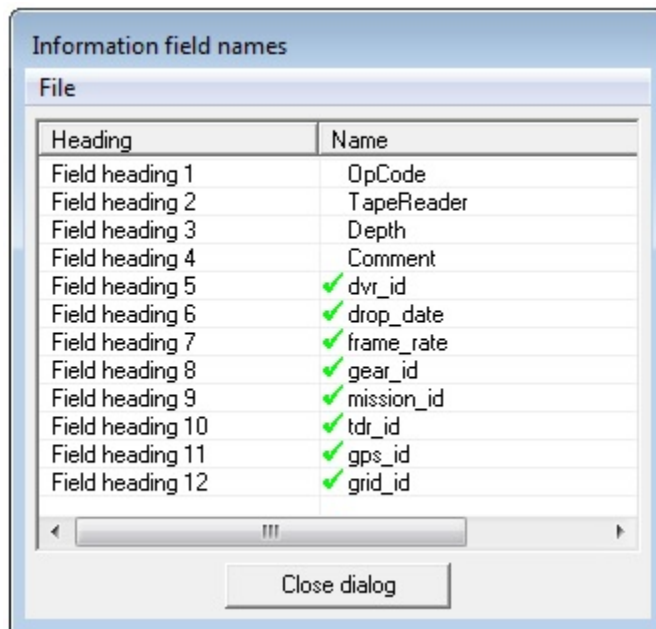 Information field names
File
Heading Name
Field heading 1 OpCode
Field heading 2 TapeReader
Field heading 3 Depth
Field heading 4 Comment
Field heading 5 dvr_id
Field heading 6 drop_date
Field heading 7 frame_rate
Field heading 8 gear_id
Field heading 9 mission_id
Field heading 10 tdr_id
Field heading 11 gps_id
Field heading 12 grid_id
Close dialog